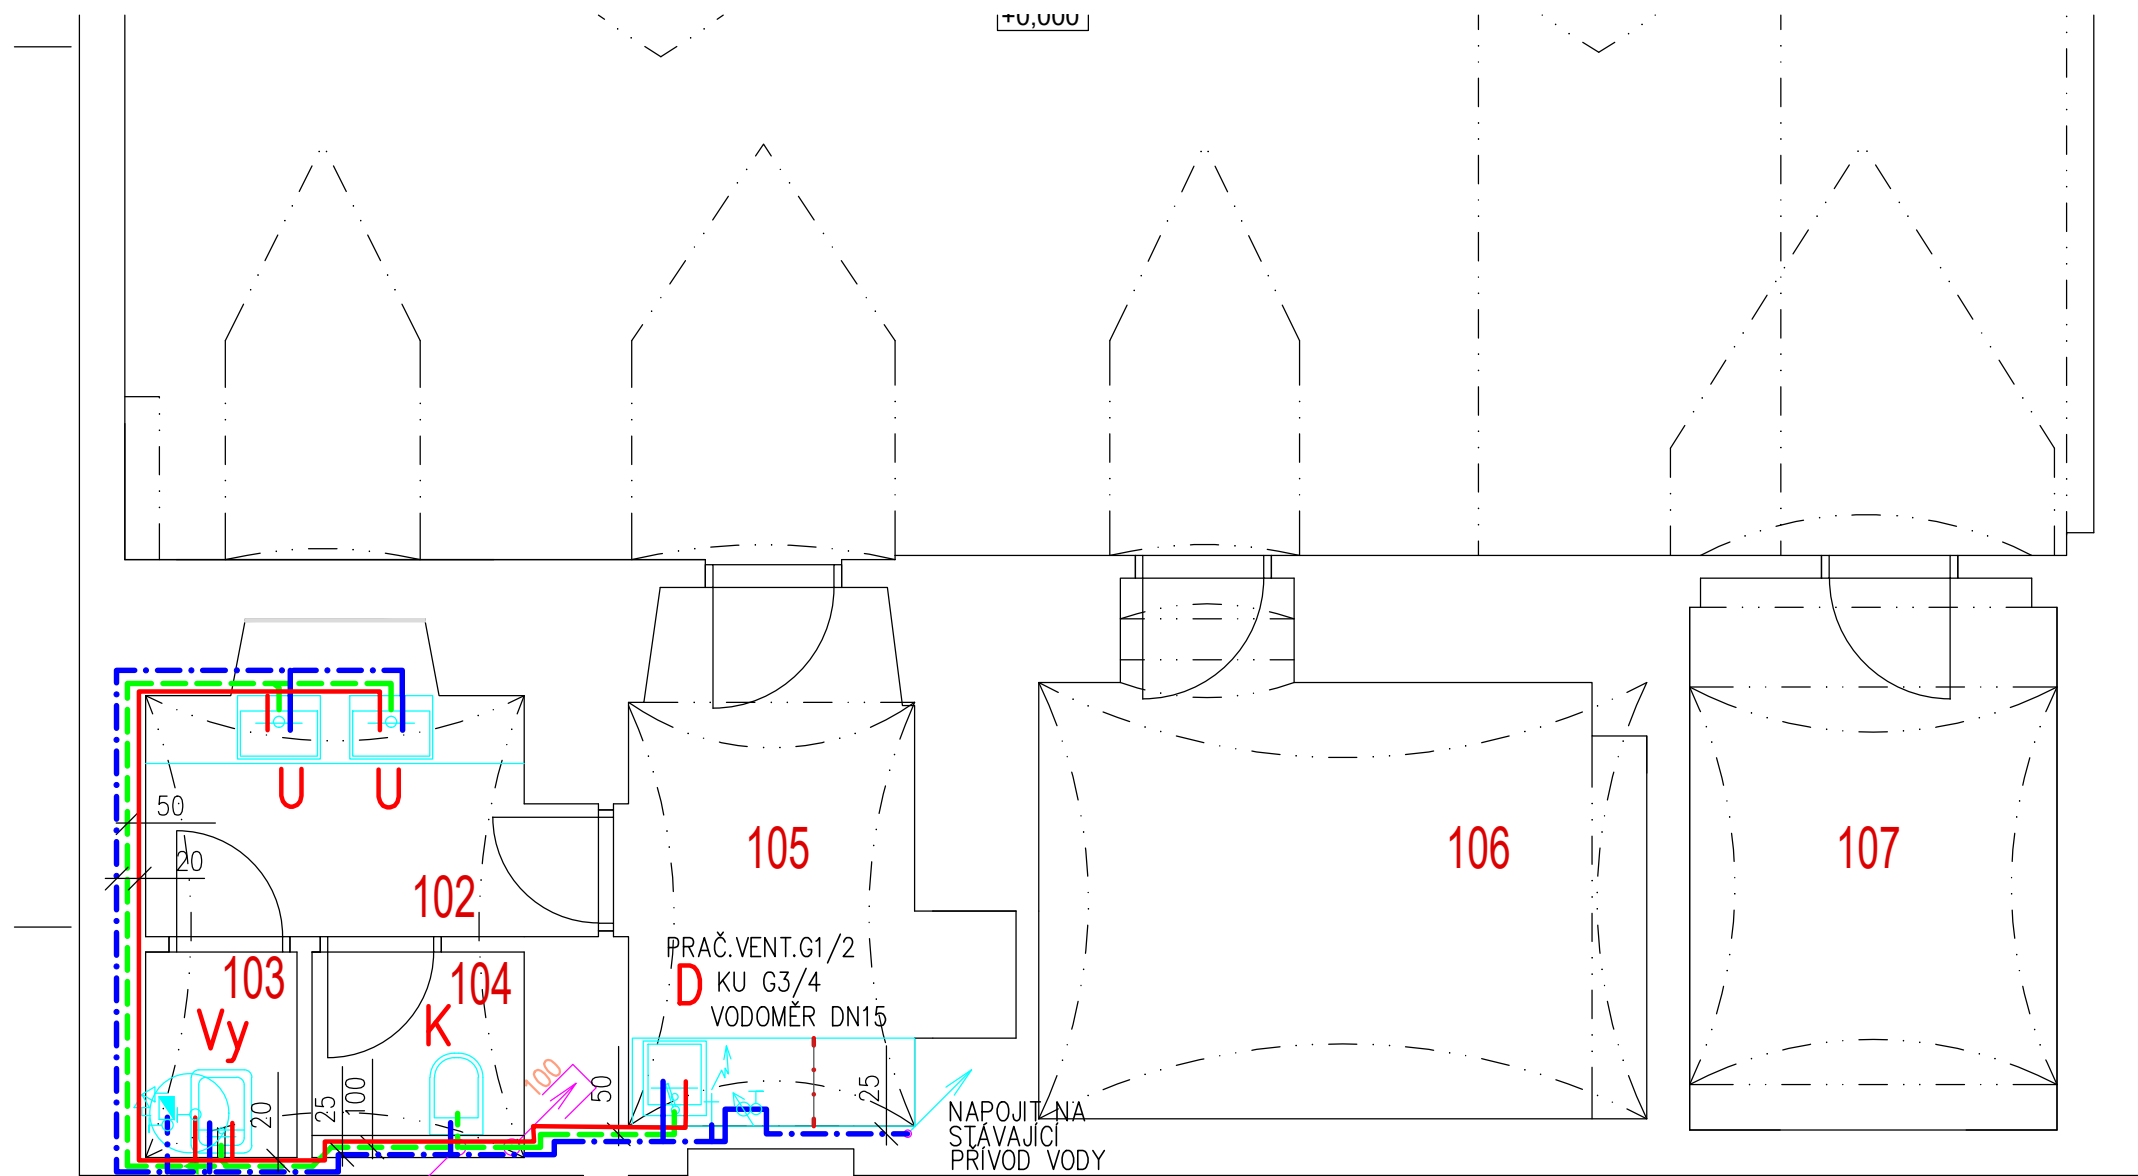 +0,000
U
U
50
20
105
106
107
102
PRAČ.VENT.G1/2
D
KU G3/4
VODOMĚR DN15
103
104
Vy
K
100
50
25
20
25
100
NAPOJIT NA
STÁVAJÍCÍ
PŘÍVOD VODY